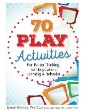 70
PLAY
Activities
For Better Thinking,
Self-Regulation,
Learning & Behavior